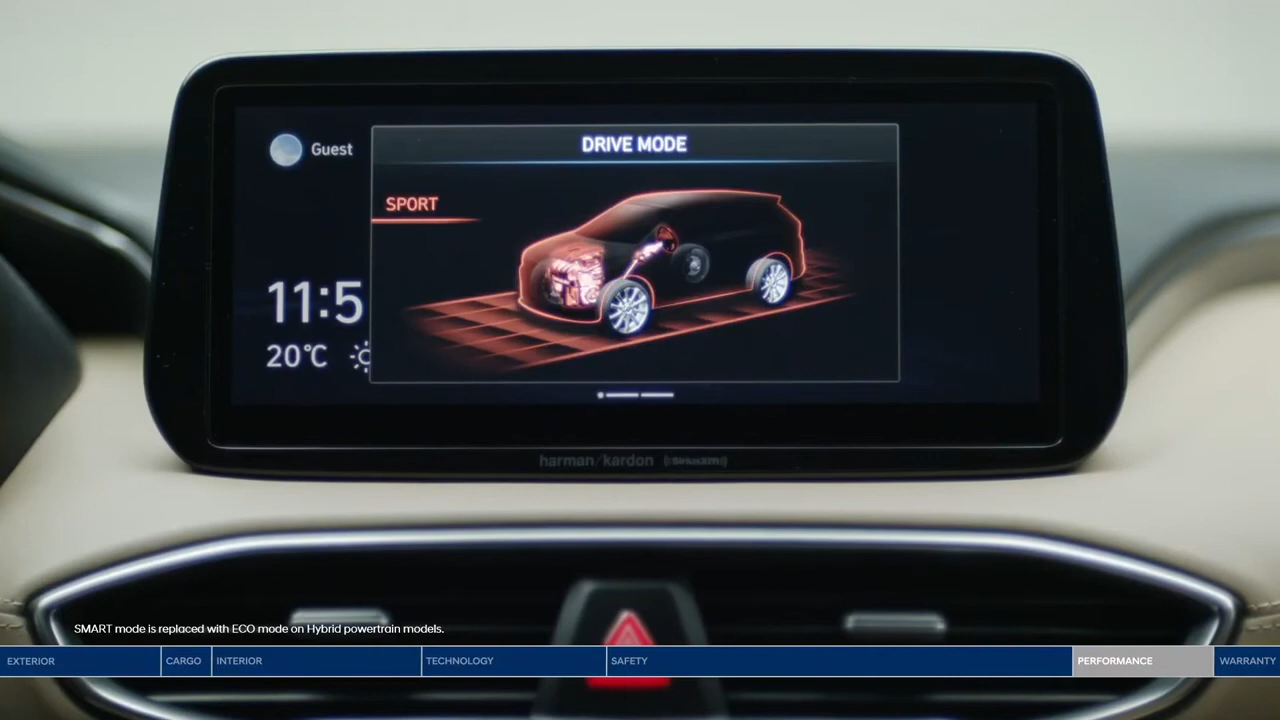 Guest
DRIVE MODE
SPORT
11:5
20°C
harman/kardon
((SiriusXM))
SMART mode is replaced with ECO mode on Hybrid powertrain models.
EXTERIOR
CARGO
INTERIOR
TECHNOLOGY
SAFETY
PERFORMANCE
WARRANTY